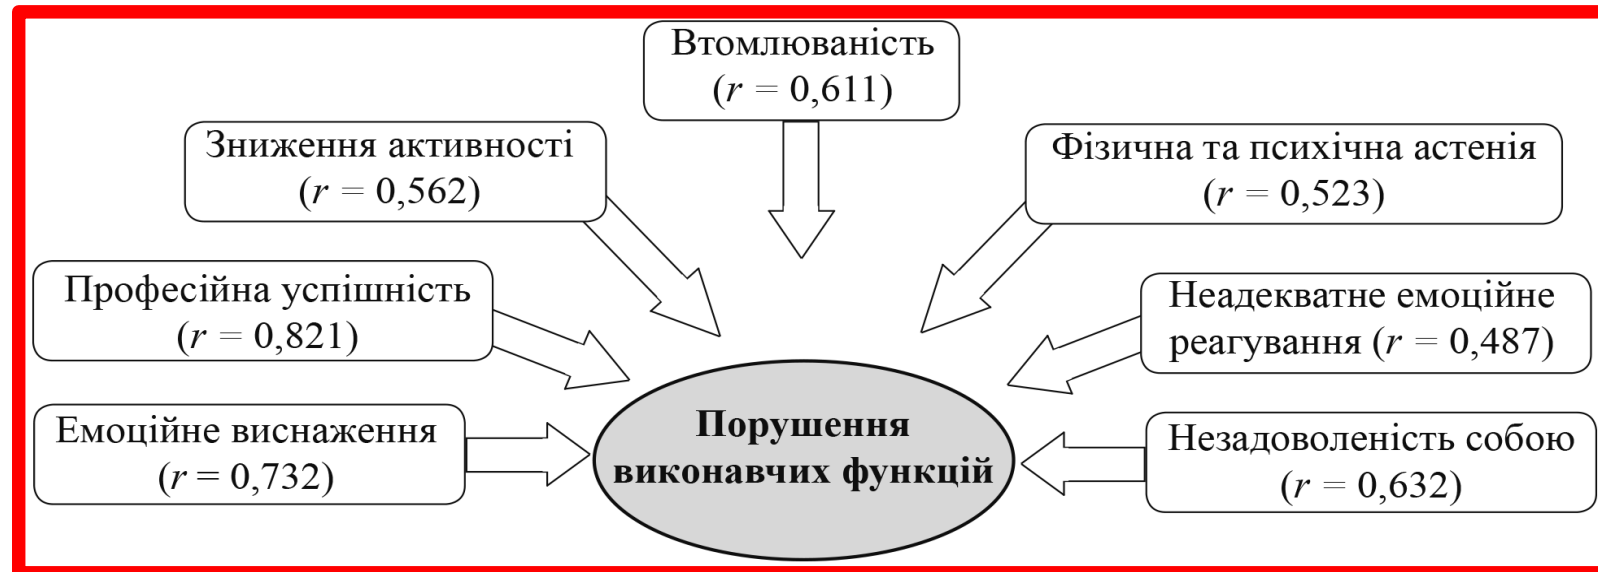 Втомлюваність
(r = 0,611)
Зниження активності
(r = 0,562)
Фізична та психічна астенія
(r = 0,523)
Професійна успішність
(r = 0,821)
Неадекватне емоційне
реагування (r = 0,487)
Емоційне виснаження
(r = 0,732)
Порушення
виконавчих функцій
Незадоволеність собою
(r = 0,632)